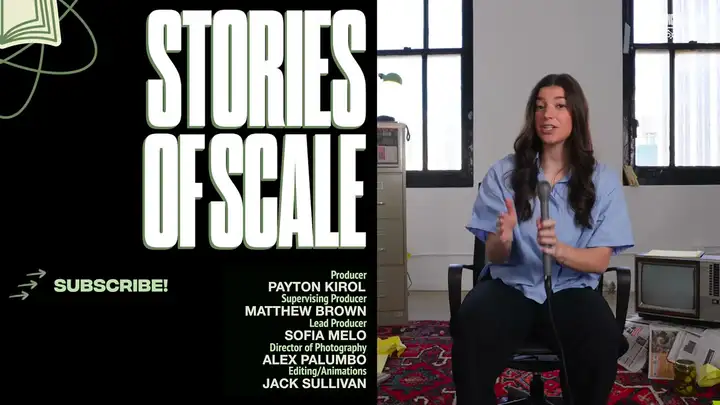 STORIES
OF SCALE
SUBSCRIBE!
Producer
PAYTON KIROL
Supervising Producer
MATTHEW BROWN
Lead Producer
SOFIA MELO
Director of Photography
ALEX PALUMBO
Editing/Animations
JACK SULLIVAN